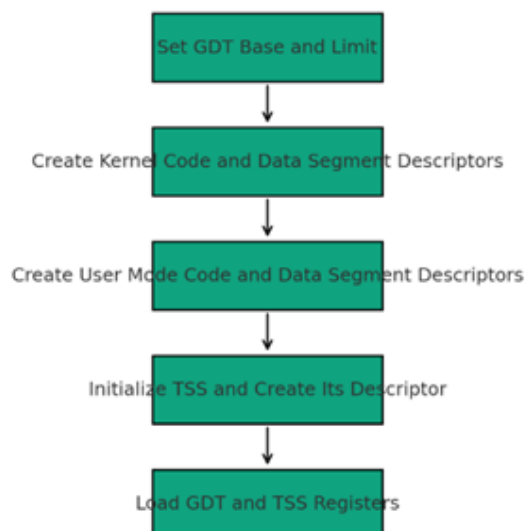 Set GDT Base and Limit
Create Kernel Code and Data Segment Descriptors
Create User Mode Code and Data Segment Descriptors
Initialize TSS and Create Its Descriptor
Load GDT and TSS Registers